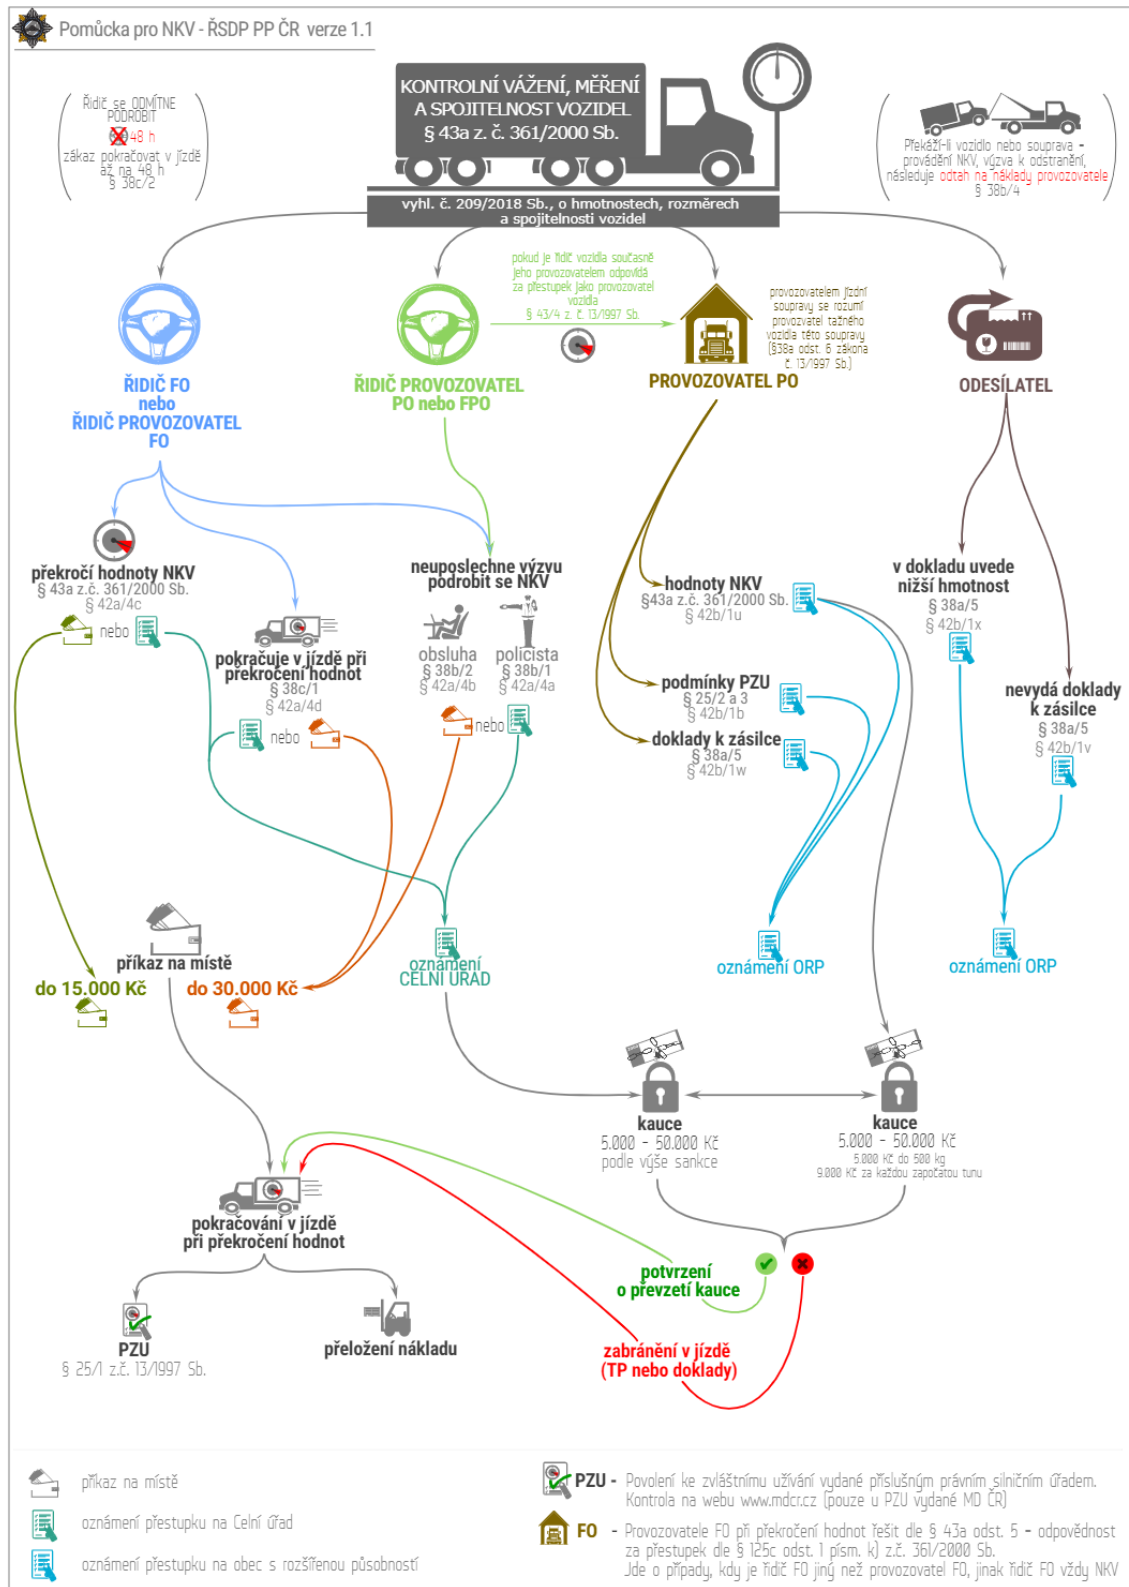 Pomůcka pro NKV - ŘSDP PP ČR verze 1.1
KONTROLNÍ VÁŽENÍ, MĚŘENÍ
A SPOJITELNOST VOZIDEL
§ 43a z. č. 361/2000 Sb.
vyhl. č. 209/2018 Sb., o hmotnostech, rozměrech
a spojitelnosti vozidel
Řidič se ODMÍTNE
PODROBIT
48 h
zákaz pokračovat v jízdě
až na 48 h
§ 38c/2
Překáží-li vozidlo nebo souprava -
provádění NKV, výzva k odstranění,
následuje odtah na náklady provozovatele
§ 38b/4
pokud je řidič vozidla současně
jeho provozovatelem odpovídá
za přestupek jako provozovatel
vozidla
§ 43/4 z. č. 13/1997 Sb.
provozovatelem jízdní
soupravy se rozumí
provozvatel tažného
vozidla této soupravy
(§38a odst. 6 zákona
č. 13/1997 Sb.)
ŘIDIČ FO
nebo
ŘIDIČ PROVOZOVATEL
FO
ŘIDIČ PROVOZOVATEL
PO nebo FPO
PROVOZOVATEL PO
ODESÍLATEL
překročí hodnoty NKV
§ 43a z.č. 361/2000 Sb.
§ 42a/4c
nebo
pokračuje v jízdě při
překročení hodnot
§ 38c/1
§ 42a/4d
nebo
neuposlechne výzvu
podrobit se NKV
obsluha
§ 38b/2
§ 42a/4b
policista
§ 38b/1
§ 42a/4a
nebo
hodnoty NKV
§43a z.č. 361/2000 Sb.
§ 42b/1u
podmínky PZU
§ 25/2 a 3
§ 42b/1b
doklady k zásilce
§ 38a/5
§ 42b/1w
v dokladu uvede
nižší hmotnost
§ 38a/5
§ 42b/1x
nevydá doklady
k zásilce
§ 38a/5
§ 42b/1v
příkaz na místě
do 15.000 Kč
do 30.000 Kč
oznámení
CELNÍ ÚŘAD
oznámení ORP
oznámení ORP
kauce
5.000 - 50.000 Kč
podle výše sankce
kauce
5.000 - 50.000 Kč
5.000 Kč do 500 kg
9.000 Kč za každou započatou tunu
pokračování v jízdě
při překročení hodnot
potvrzení
o převzetí kauce
PZU
§ 25/1 z.č. 13/1997 Sb.
přeložení nákladu
zabránění v jízdě
(TP nebo doklady)
příkaz na místě
oznámení přestupku na Celní úřad
oznámení přestupku na obec s rozšířenou působností
PZU - Povolení ke zvláštnímu užívání vydané příslušným právním silničním úřadem.
Kontrola na webu www.mdcr.cz (pouze u PZU vydané MD ČR)
FO - Provozovatele FO při překročení hodnot řešit dle § 43a odst. 5 - odpovědnost
za přestupek dle § 125c odst. 1 písm. k) z.č. 361/2000 Sb.
Jde o případy, kdy je řidič FO jiný než provozovatel FO, jinak řidič FO vždy NKV